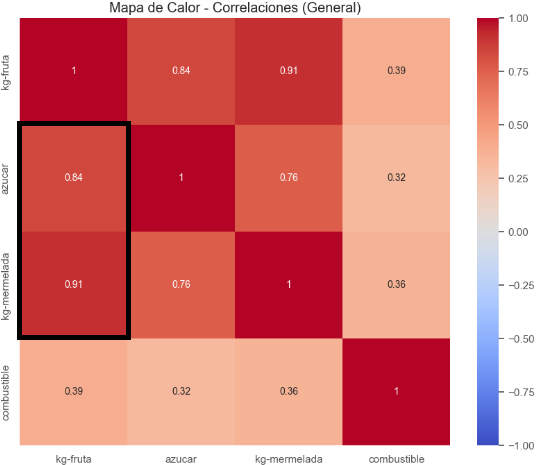 Mapa de Calor - Correlaciones (General)
kg-fruta
1
0.84
0.91
0.39
azucar
0.84
1
0.76
0.32
kg-mermelada
0.91
0.76
1
0.36
combustible
0.39
0.32
0.36
1
kg-fruta
azucar
kg-mermelada
combustible
1.00
0.75
0.50
0.25
0.00
−0.25
−0.50
−0.75
−1.00